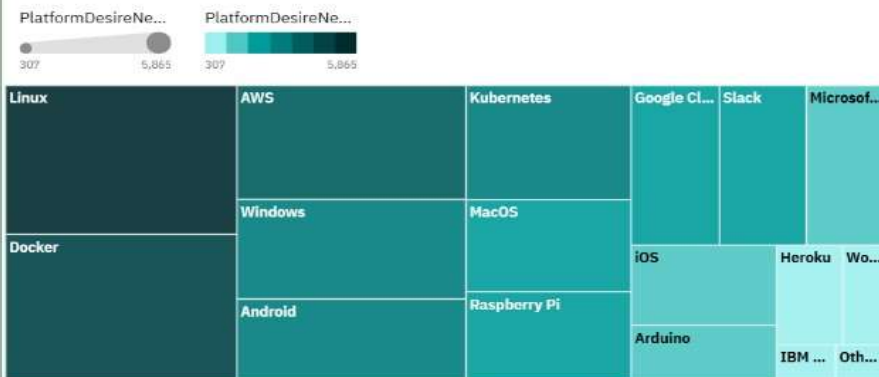 PlatformDesireNe... PlatformDesireNe...
307 5,865 307 5,865
Linux AWS Kubernetes Google Cl... Slack Microsof...
Windows MacOS
Docker iOS Heroku Wo...
Android Raspberry Pi
Arduino IBM ... Oth...